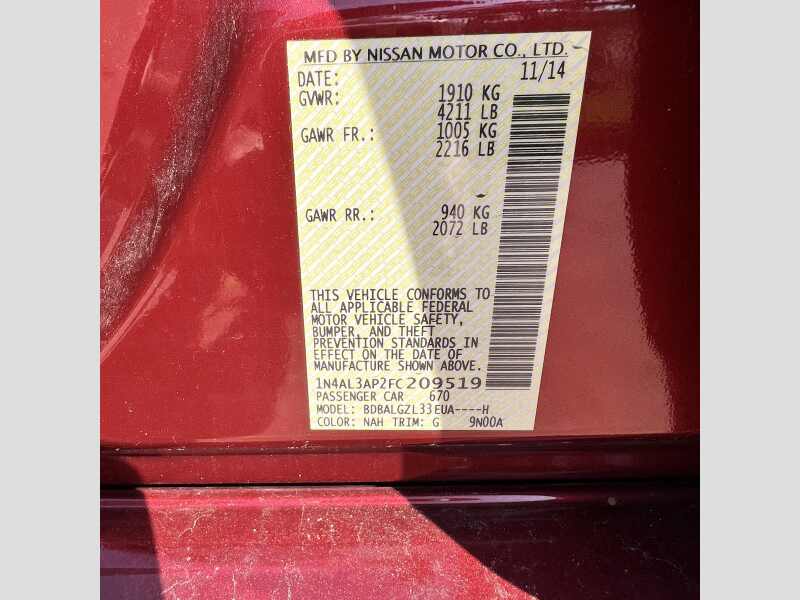 MFD BY NISSAN MOTOR CO., LTD.
DATE: 11/14
GVWR: 1910 KG
4211 LB
GAWR FR.: 1005 KG
2216 LB
GAWR RR.: 940 KG
2072 LB
THIS VEHICLE CONFORMS TO
ALL APPLICABLE FEDERAL
MOTOR VEHICLE SAFETY,
BUMPER, AND THEFT
PREVENTION STANDARDS IN
EFFECT ON THE DATE OF
MANUFACTURE SHOWN ABOVE.
1N4AL3AP2FC209519
PASSENGER CAR 670
MODEL: BDBALGZL33EUA----H
COLOR: NAH TRIM: G 9N00A